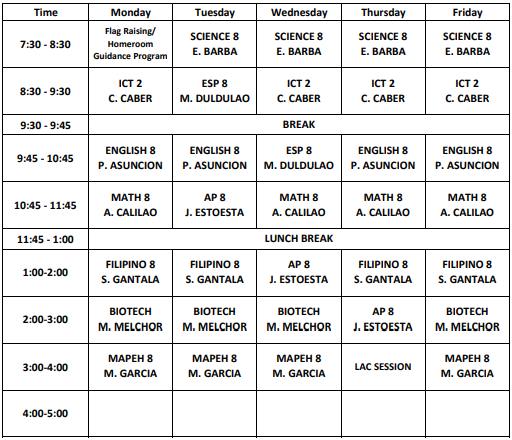 Time Monday Tuesday Wednesday Thursday Friday
7:30 - 8:30 Flag Raising/ Homeroom Guidance Program SCIENCE 8 E. BARBA SCIENCE 8 E. BARBA SCIENCE 8 E. BARBA SCIENCE 8 E. BARBA
8:30 - 9:30 ICT 2 C. CABER ESP 8 M. DULDULAO ICT 2 C. CABER ICT 2 C. CABER ICT 2 C. CABER
9:30 - 9:45 BREAK
9:45 - 10:45 ENGLISH 8 P. ASUNCION ENGLISH 8 P. ASUNCION ESP 8 M. DULDULAO ENGLISH 8 P. ASUNCION ENGLISH 8 P. ASUNCION
10:45 - 11:45 MATH 8 A. CALILAO AP 8 J. ESTOESTA MATH 8 A. CALILAO MATH 8 A. CALILAO MATH 8 A. CALILAO
11:45 - 1:00 LUNCH BREAK
1:00-2:00 FILIPINO 8 S. GANTALA FILIPINO 8 S. GANTALA AP 8 J. ESTOESTA FILIPINO 8 S. GANTALA FILIPINO 8 S. GANTALA
2:00-3:00 BIOTECH M. MELCHOR BIOTECH M. MELCHOR BIOTECH M. MELCHOR AP 8 J. ESTOESTA BIOTECH M. MELCHOR
3:00-4:00 MAPEH 8 M. GARCIA MAPEH 8 M. GARCIA MAPEH 8 M. GARCIA LAC SESSION MAPEH 8 M. GARCIA
4:00-5:00